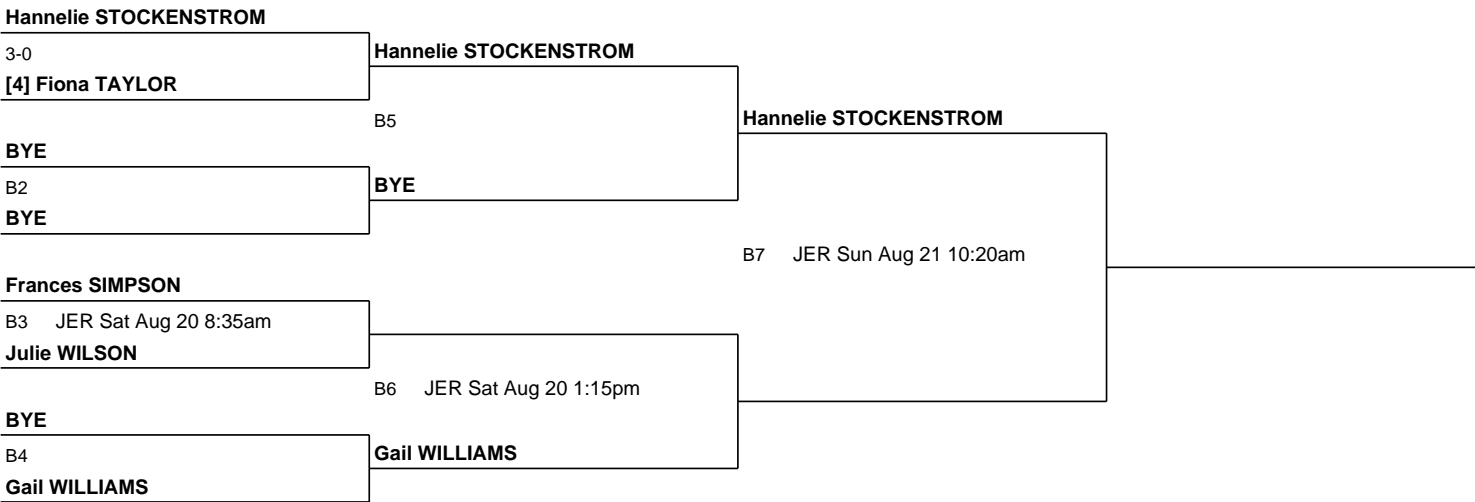 Hannelie STOCKENSTROM
3-0
Hannelie STOCKENSTROM
[4] Fiona TAYLOR
B5
Hannelie STOCKENSTROM
BYE
B2
BYE
BYE
B7 JER Sun Aug 21 10:20am
Frances SIMPSON
B3 JER Sat Aug 20 8:35am
Julie WILSON
B6 JER Sat Aug 20 1:15pm
BYE
B4
Gail WILLIAMS
Gail WILLIAMS